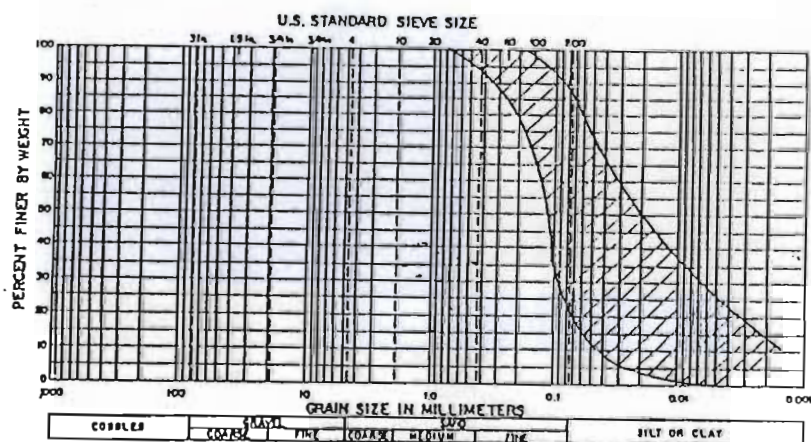 U.S. STANDARD SIEVE SIZE
3 IN. 1.5 IN. 3/4 IN. 3/8 IN. 4 10 20 40 60 100 200
PERCENT FINER BY WEIGHT
100
90
80
70
60
50
40
30
20
10
0
1000 100 10 1.0 0.1 0.01 0.001
GRAIN SIZE IN MILLIMETERS
COBBLES GRAVEL SAND SILT OR CLAY
COARSE FINE COARSE MEDIUM FINE